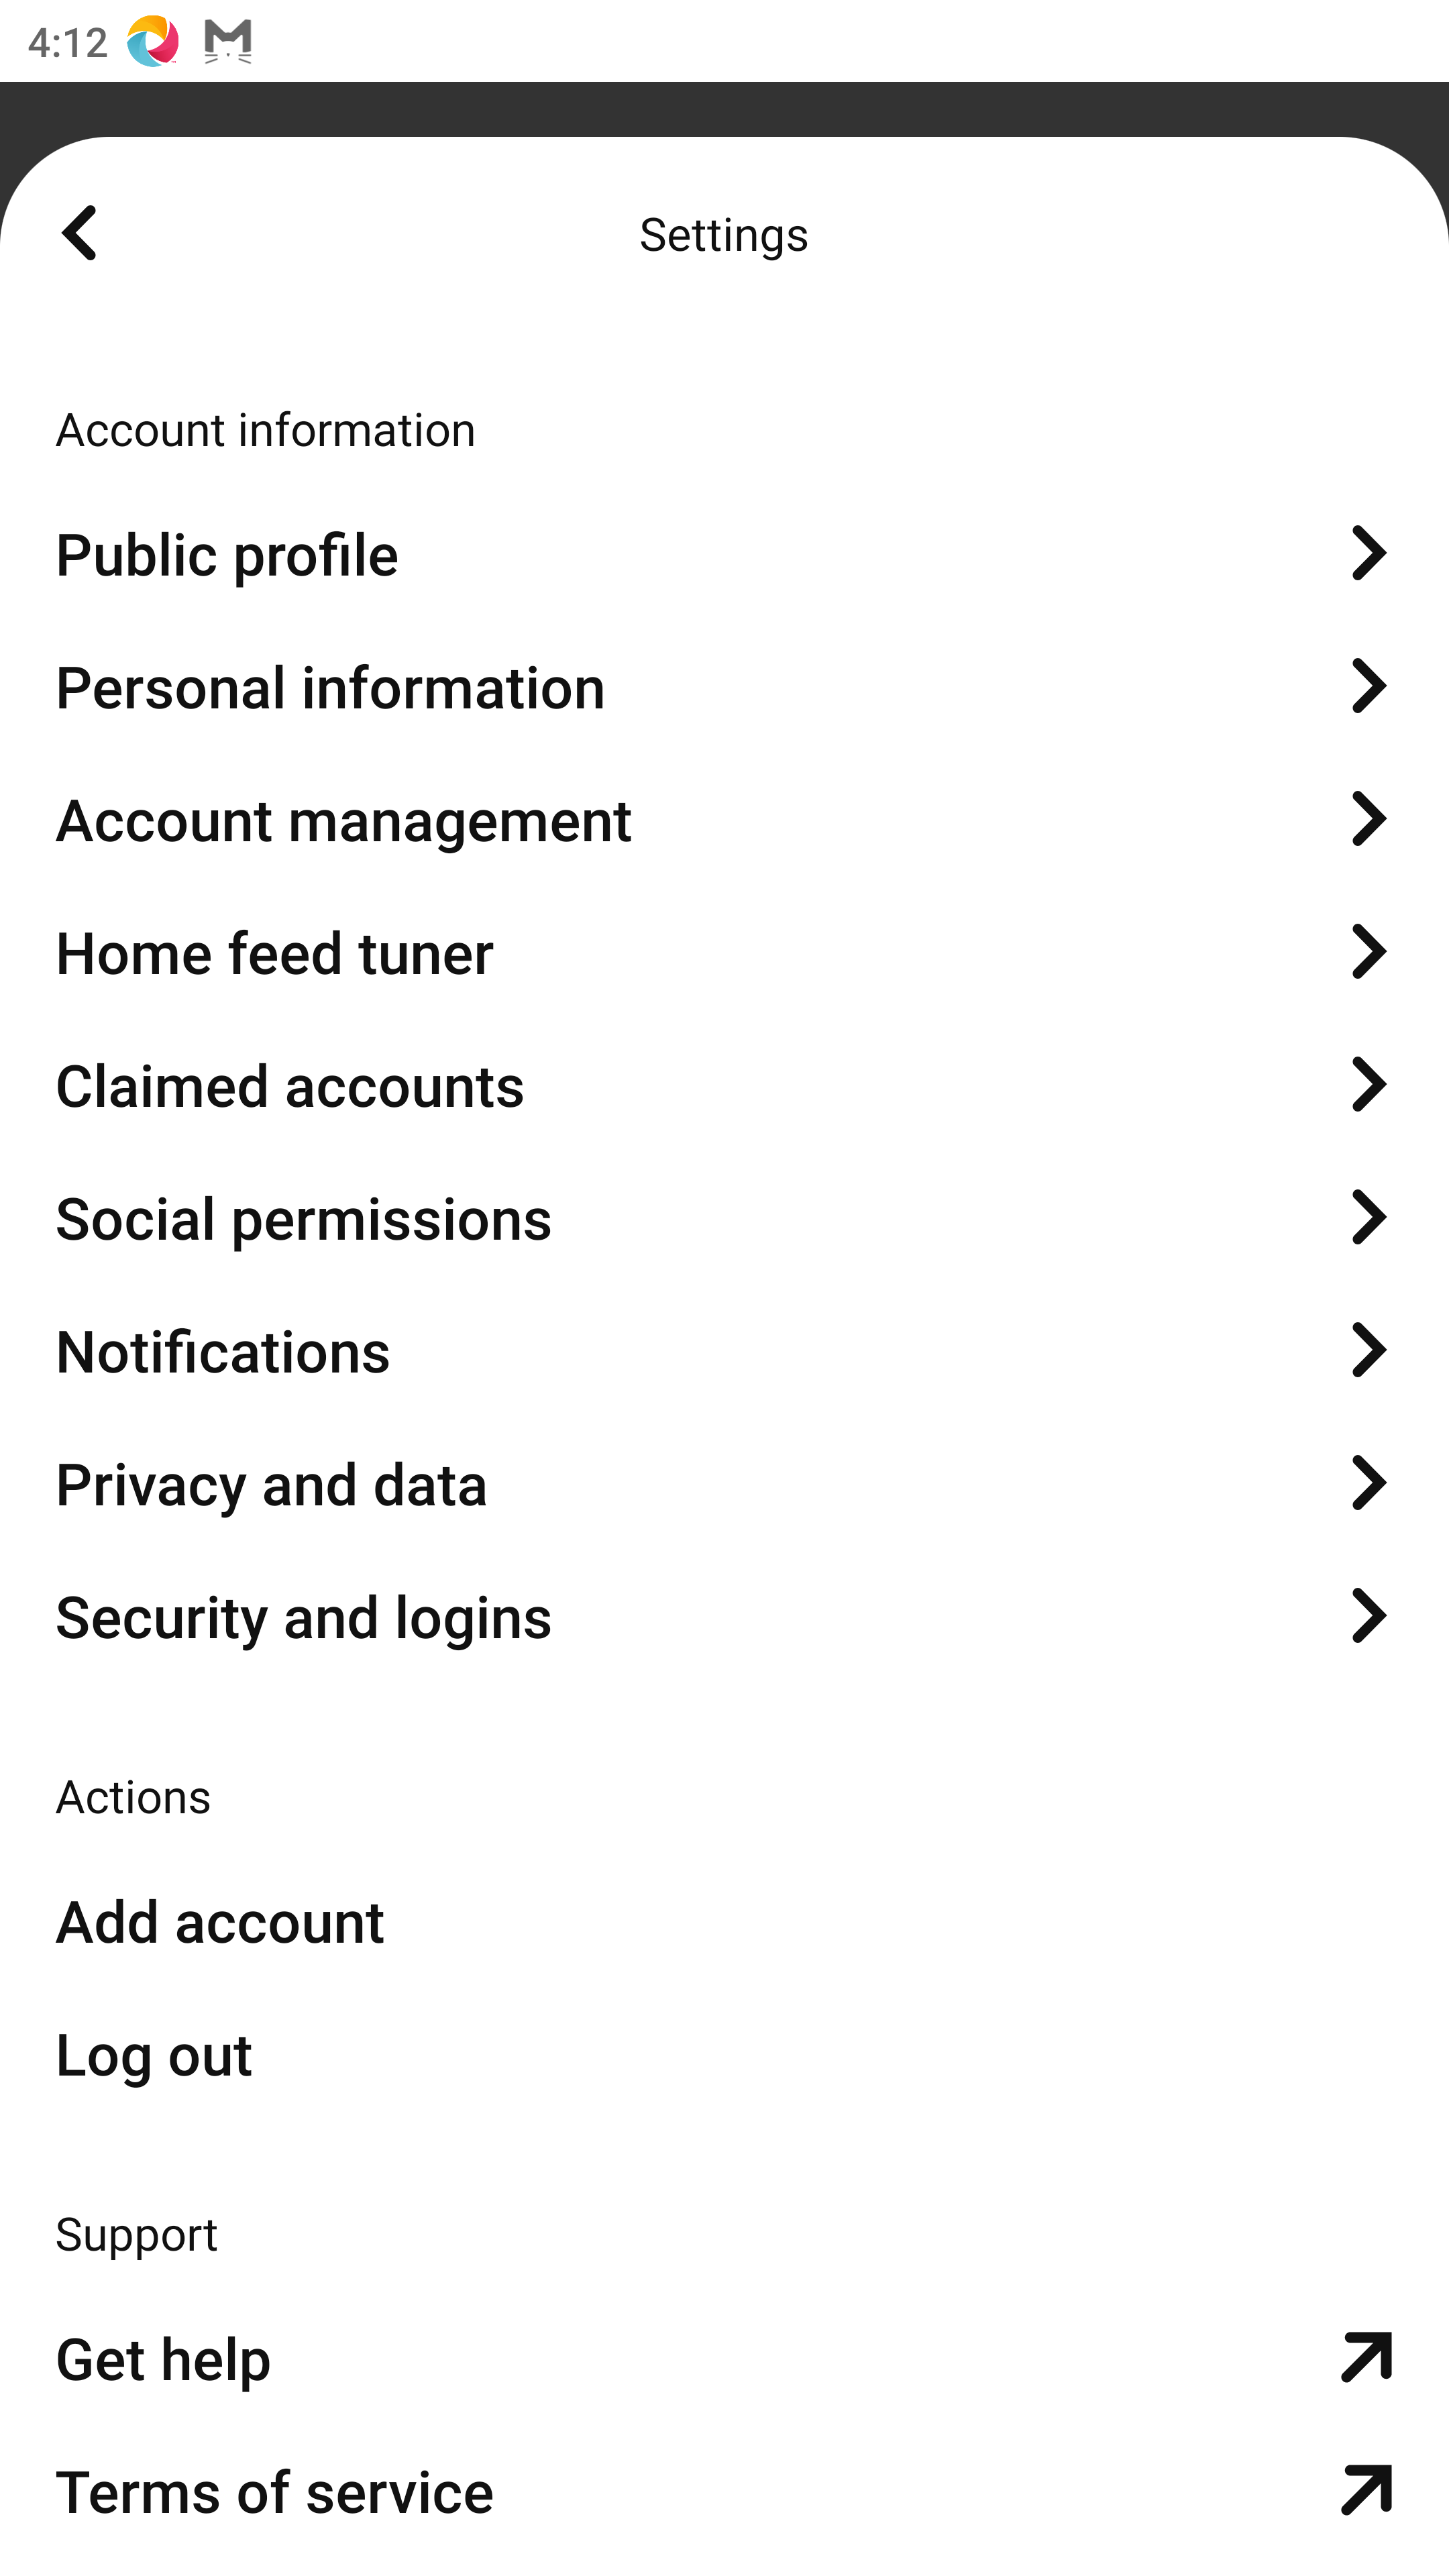 4:12
Settings
Account information
Public profile
Personal information
Account management
Home feed tuner
Claimed accounts
Social permissions
Notifications
Privacy and data
Security and logins
Actions
Add account
Log out
Support
Get help
Terms of service